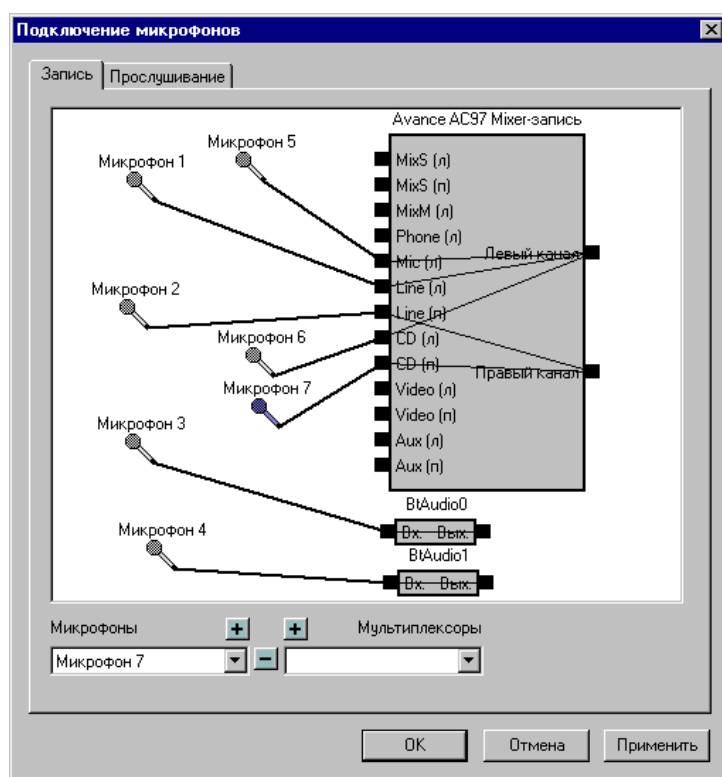 Подключение микрофонов
Запись
Прослушивание
Avance AC97 Mixer-запись
Микрофон 5
Микрофон 1
MixS (л)
MixS (п)
MixM (л)
Phone (л)
Mic (л)
Левый канал
Line (л)
Микрофон 2
Line (п)
Микрофон 6
CD (л)
CD (п)
Правый канал
Микрофон 7
Video (л)
Video (п)
Микрофон 3
Aux (л)
Aux (п)
BtAudio0
Вх. Вых.
Микрофон 4
BtAudio1
Вх. Вых.
Микрофоны
Мультиплексоры
Микрофон 7
OK
Отмена
Применить